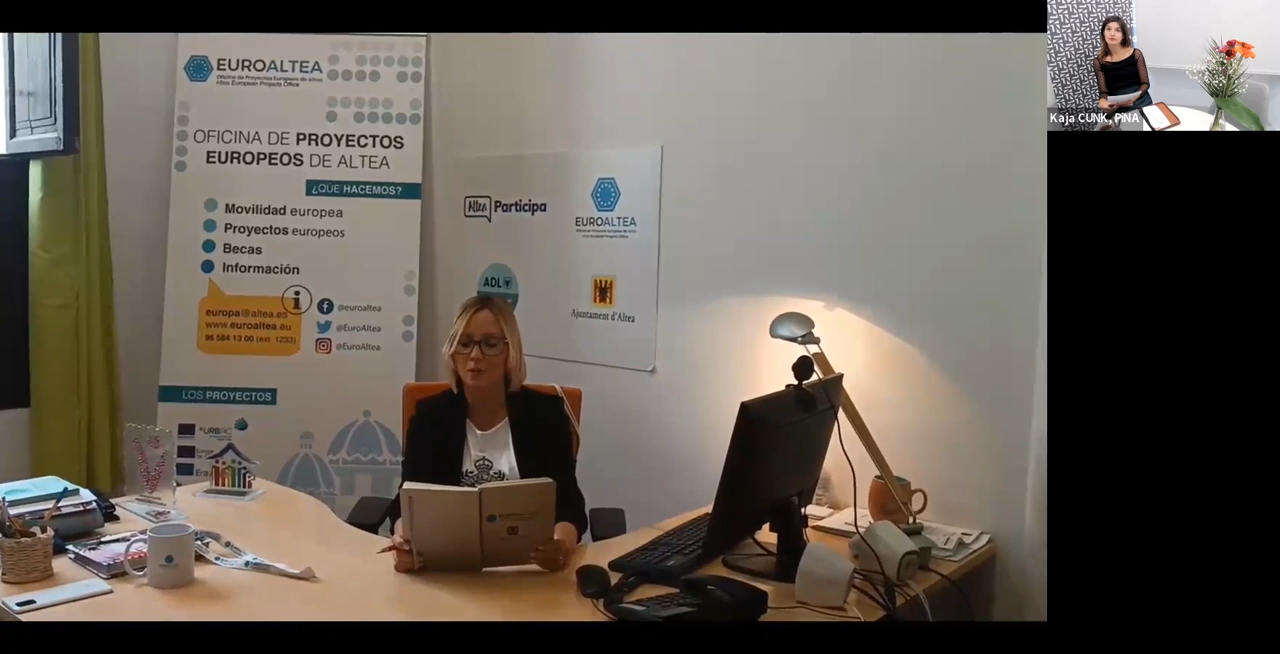 EUROALTEA
Oficina de Proyectos Europeos de Altea
Altea European Projects Office
OFICINA DE PROYECTOS
EUROPEOS DE ALTEA
¿QUE HACEMOS?
Movilidad europea
Proyectos europeos
Becas
Información
europa@altea.es
www.euroaltea.eu
96 584 13 00 (ext 1233)
i
@euroaltea
@EuroAltea
@EuroAltea
LOS PROYECTOS
URBAC
Altea Participa
EUROALTEA
ADL
Ajuntament d'Altea
Kaja CUNK, PiNA